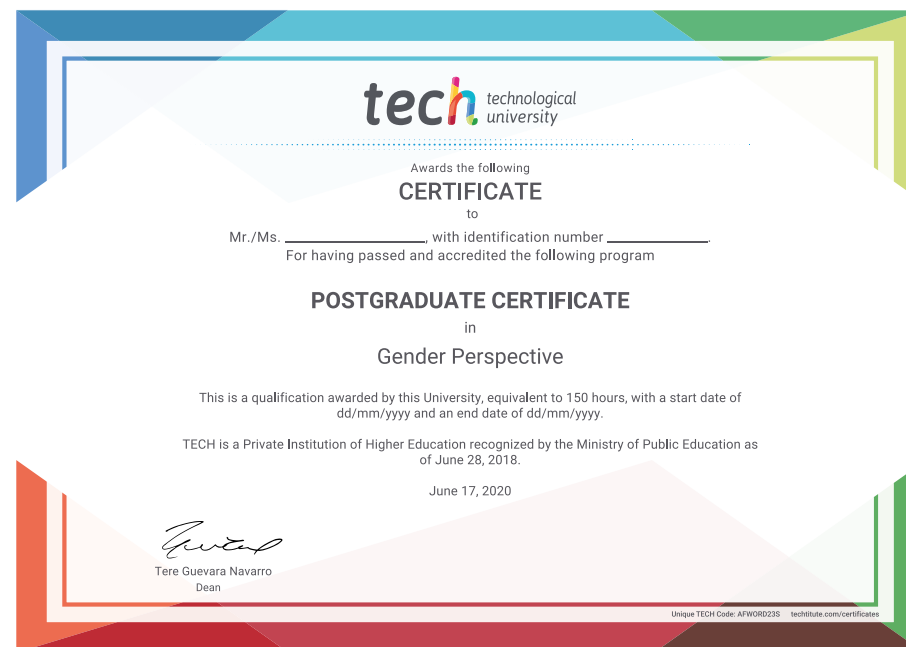 tech technological
university
Awards the following
CERTIFICATE
to
Mr./Ms. ____________________, with identification number ______________.
For having passed and accredited the following program
POSTGRADUATE CERTIFICATE
in
Gender Perspective
This is a qualification awarded by this University, equivalent to 150 hours, with a start date of
dd/mm/yyyy and an end date of dd/mm/yyyy.
TECH is a Private Institution of Higher Education recognized by the Ministry of Public Education as
of June 28, 2018.
June 17, 2020
Tere Guevara Navarro
Dean
Unique TECH Code: AFWORD23S techtitute.com/certificates